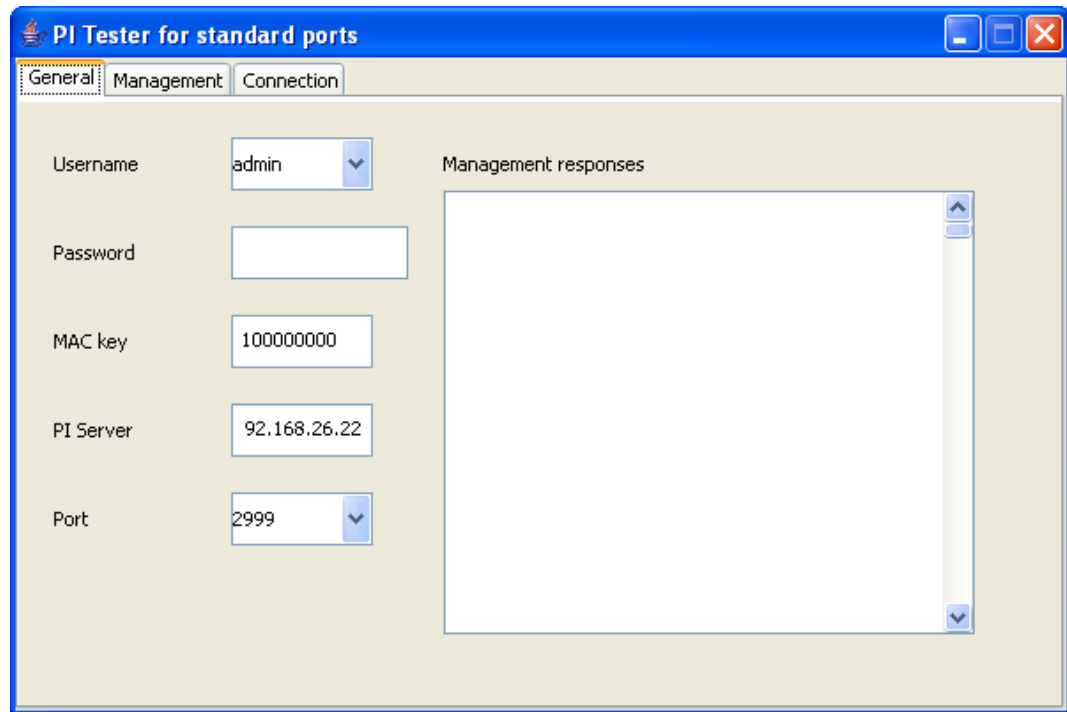 PI Tester for standard ports
General Management Connection
Username admin Management responses
Password
MAC key 100000000
PI Server 92.168.26.22
Port 2999